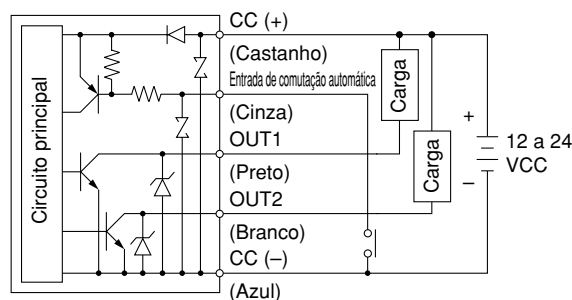 Circuito principal
CC (+)
(Castanho)
Entrada de comutação automática
(Cinza)
OUT1
(Preto)
OUT2
(Branco)
CC (–)
(Azul)
Carga
Carga
+
12 a 24
VCC
–